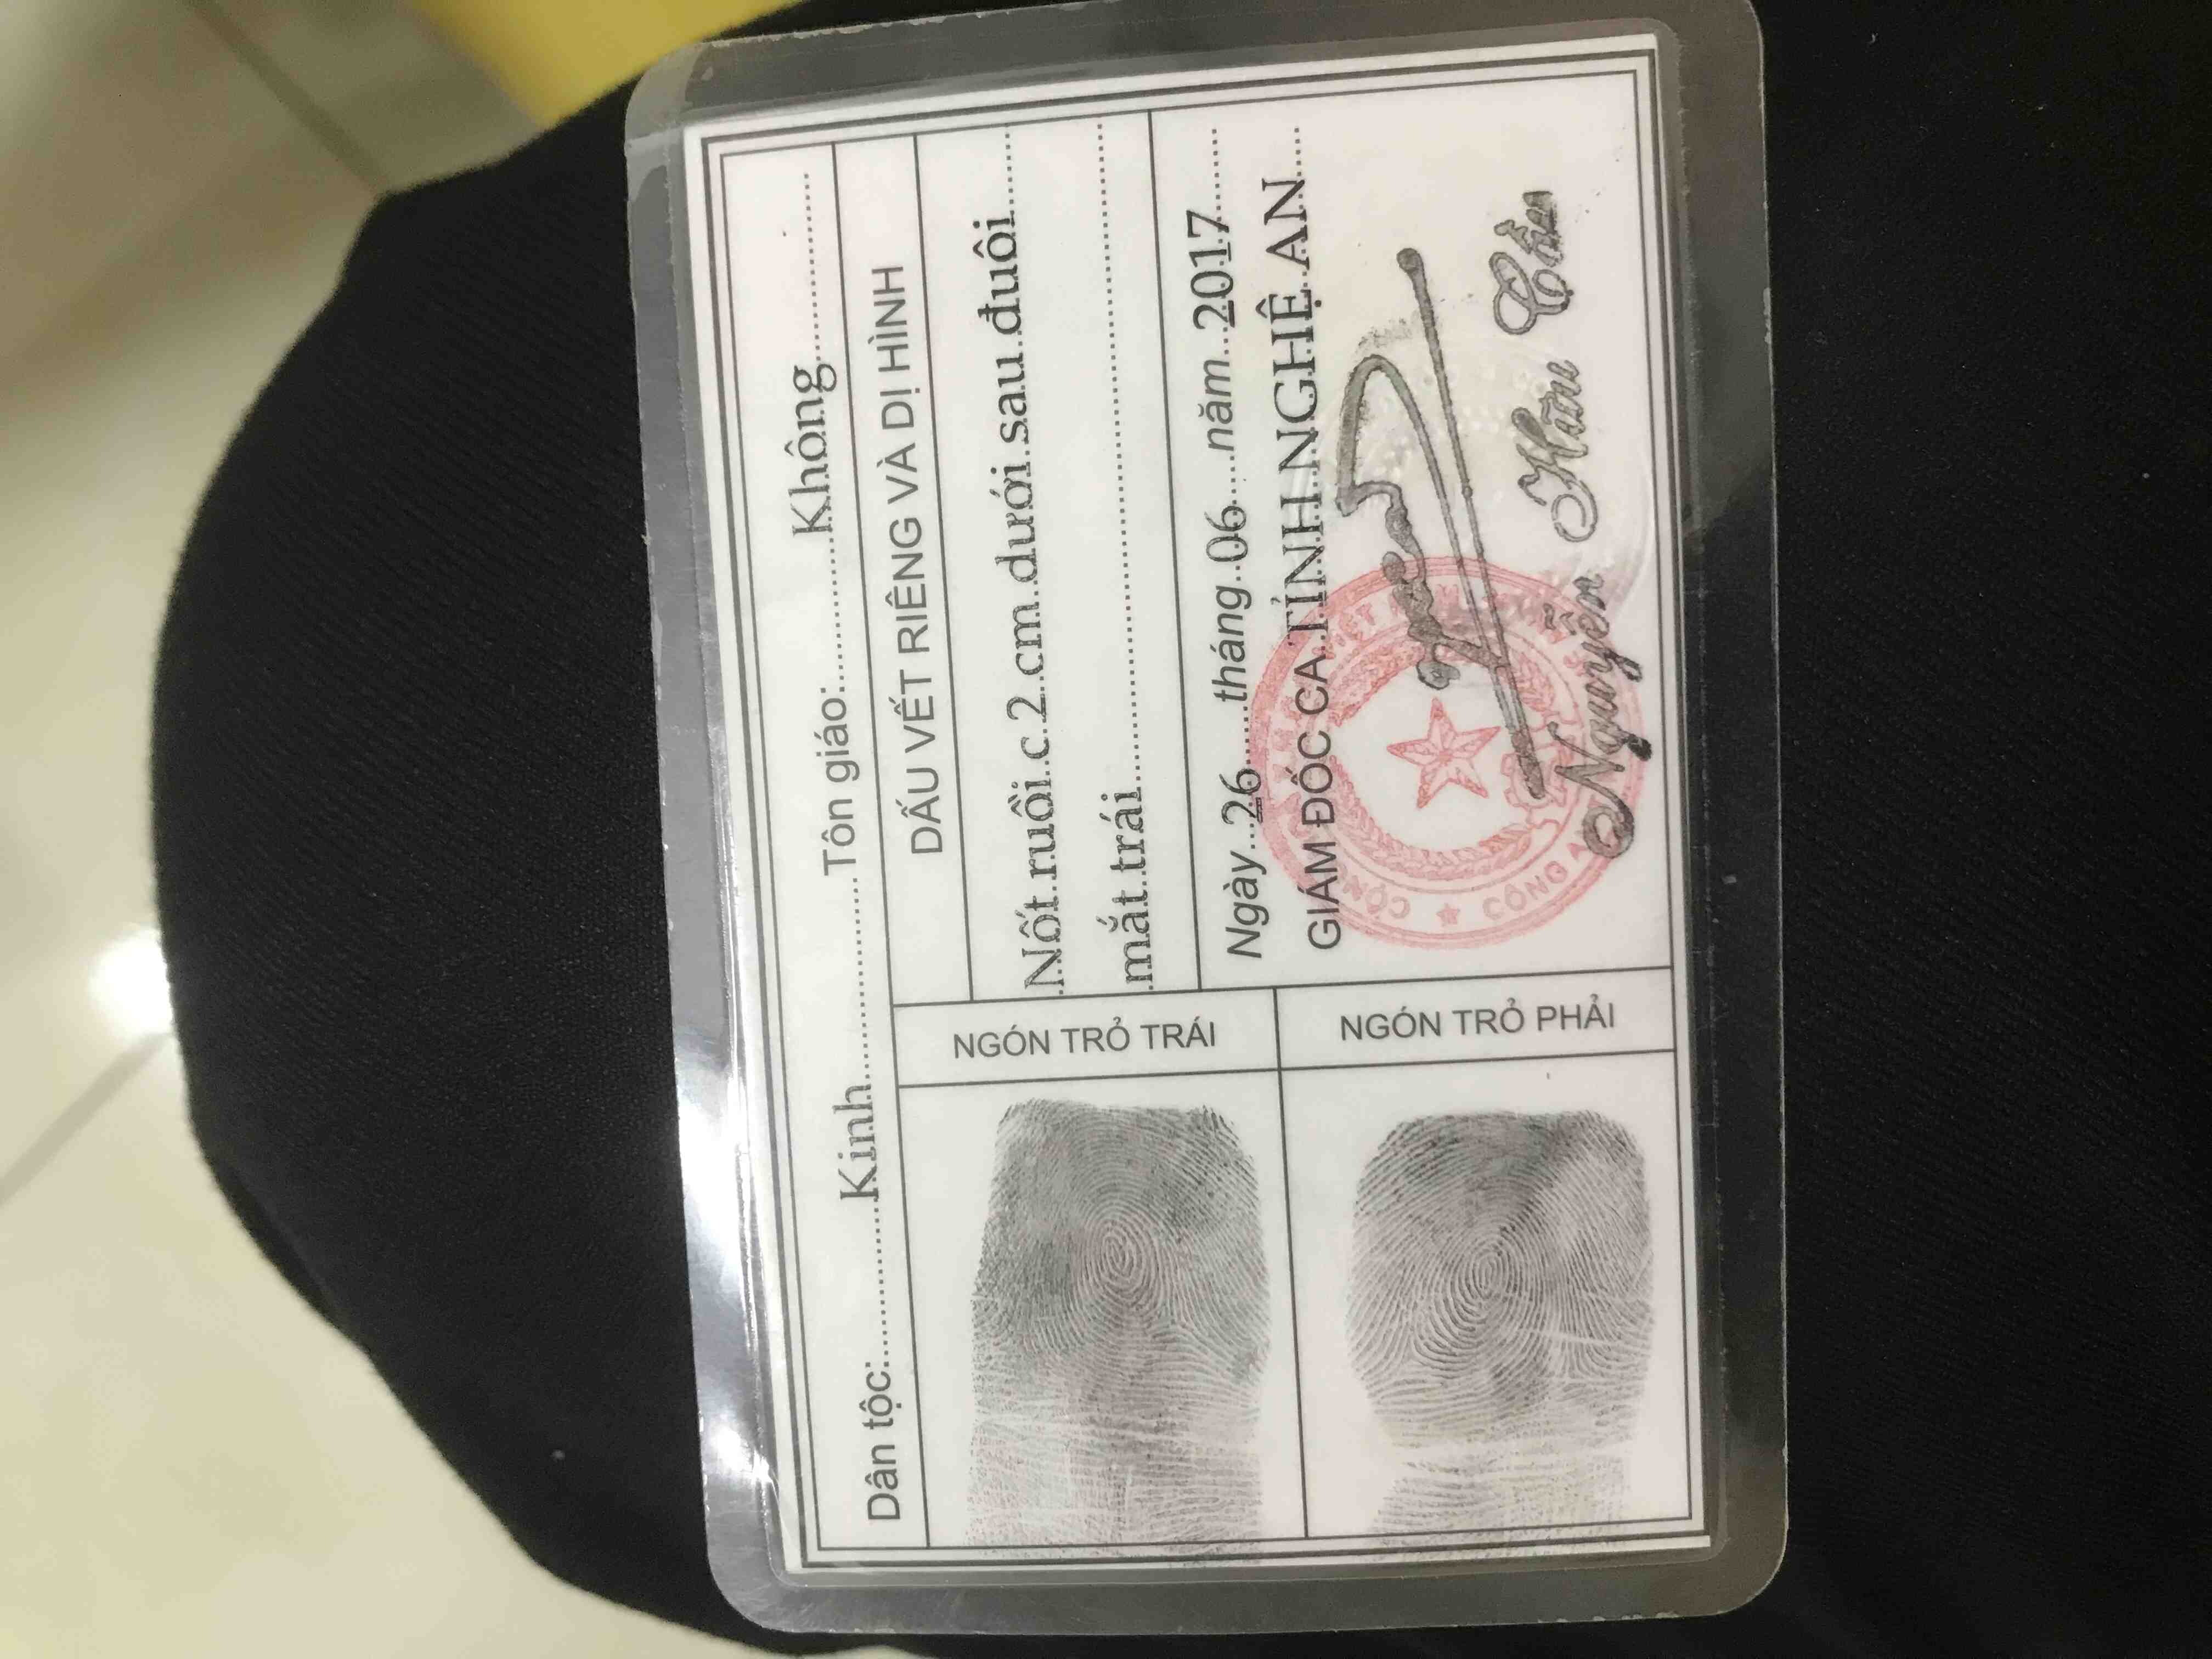 Dân tộc:............Kinh....................Tôn giáo:............Không................
DẤU VẾT RIÊNG VÀ DỊ HÌNH
NGÓN TRỎ TRÁI
Nốt ruồi.c.2.cm.dưới.sau.đuôi
mắt.trái
NGÓN TRỎ PHẢI
Ngày...26......tháng.06....năm..2017
GIÁM ĐỐC CA.TỈNH.NGHỆ.AN
CÔNG AN
Nguyễn Hữu Cầu